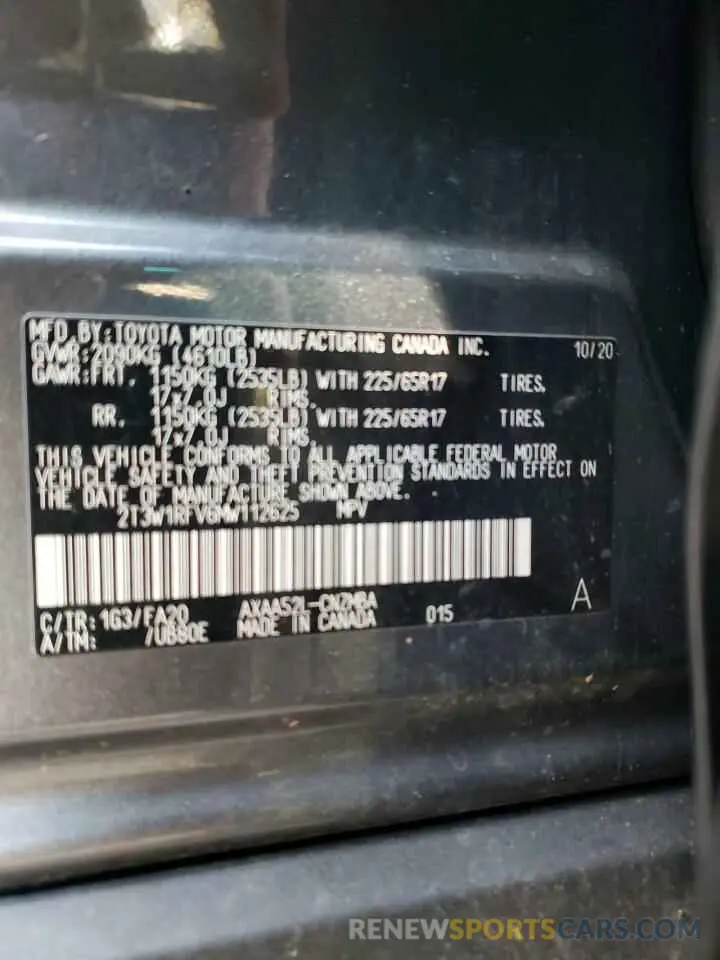 MFD. BY: TOYOTA MOTOR MANUFACTURING CANADA INC. 10/20
GVWR: 2090KG (4610LB)
GAWR: FRT. 1150KG (2535LB) WITH 225/65R17 TIRES.
17x7.0J RIMS.
RR. 1150KG (2535LB) WITH 225/65R17 TIRES.
17x7.0J RIMS.
THIS VEHICLE CONFORMS TO ALL APPLICABLE FEDERAL MOTOR
VEHICLE SAFETY AND THEFT PREVENTION STANDARDS IN EFFECT ON
THE DATE OF MANUFACTURE SHOWN ABOVE.
2T3W1RFV6MW112625 MPV
A
C/TR: 1G3/FA20 AXAA52L-CNZMBA 015
A/TM: /UB80E MADE IN CANADA
RENEWSPORTSCARS.COM